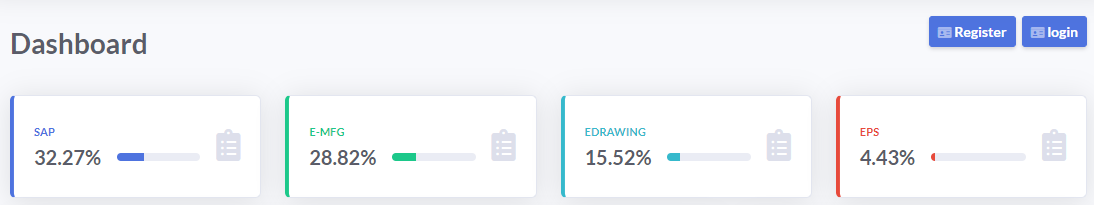 Dashboard
Register
login
SAP
32.27%
E-MFG
28.82%
EDRAWING
15.52%
EPS
4.43%